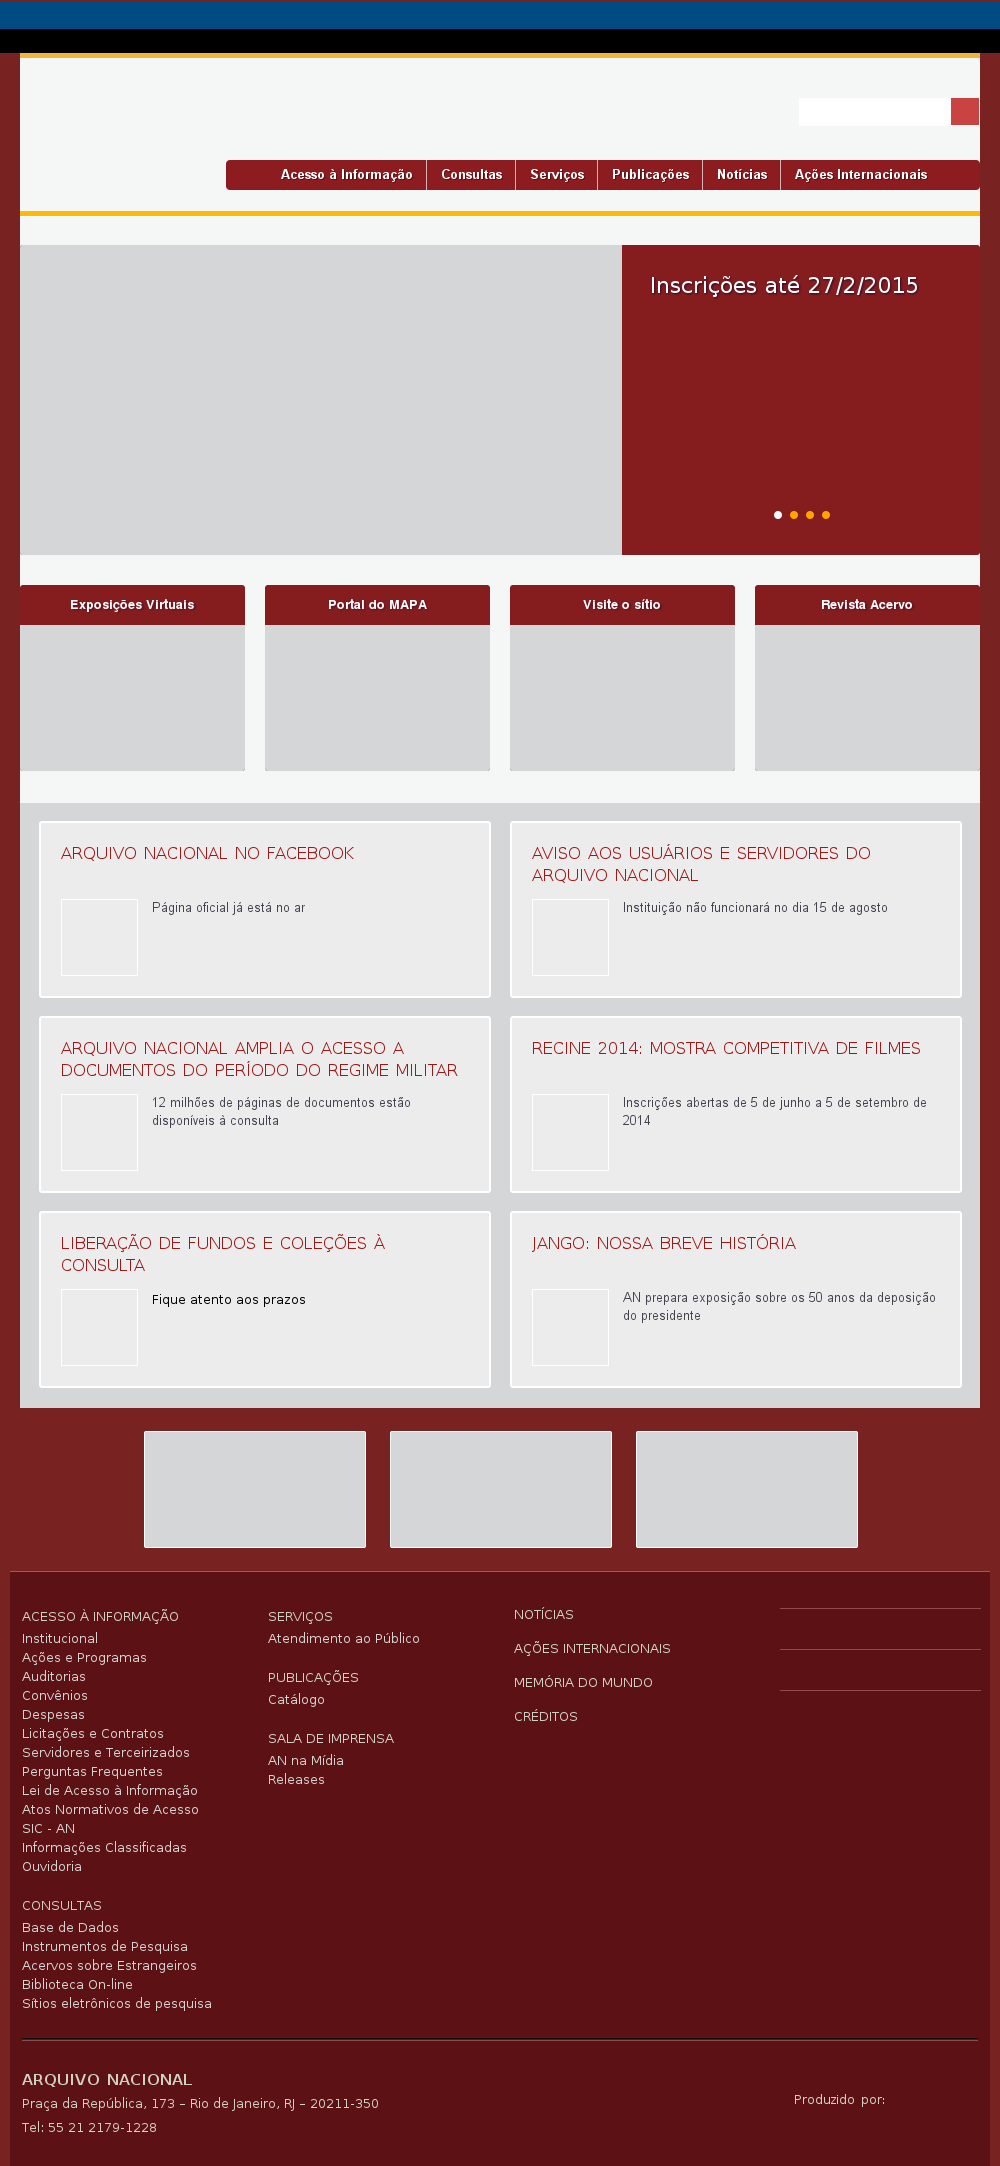 Acesso à Informação
Consultas
Serviços
Publicações
Notícias
Ações Internacionais
Inscrições até 27/2/2015
Exposições Virtuais
Portal do MAPA
Visite o sítio
Revista Acervo
ARQUIVO NACIONAL NO FACEBOOK
Página oficial já está no ar
AVISO AOS USUÁRIOS E SERVIDORES DO
ARQUIVO NACIONAL
Instituição não funcionará no dia 15 de agosto
ARQUIVO NACIONAL AMPLIA O ACESSO A
DOCUMENTOS DO PERÍODO DO REGIME MILITAR
12 milhões de páginas de documentos estão
disponíveis à consulta
RECINE 2014: MOSTRA COMPETITIVA DE FILMES
Inscrições abertas de 5 de junho a 5 de setembro de
2014
LIBERAÇÃO DE FUNDOS E COLEÇÕES À
CONSULTA
Fique atento aos prazos
JANGO: NOSSA BREVE HISTÓRIA
AN prepara exposição sobre os 50 anos da deposição
do presidente
ACESSO À INFORMAÇÃO
Institucional
Ações e Programas
Auditorias
Convênios
Despesas
Licitações e Contratos
Servidores e Terceirizados
Perguntas Frequentes
Lei de Acesso à Informação
Atos Normativos de Acesso
SIC - AN
Informações Classificadas
Ouvidoria
CONSULTAS
Base de Dados
Instrumentos de Pesquisa
Acervos sobre Estrangeiros
Biblioteca On-line
Sítios eletrônicos de pesquisa
SERVIÇOS
Atendimento ao Público
PUBLICAÇÕES
Catálogo
SALA DE IMPRENSA
AN na Mídia
Releases
NOTÍCIAS
AÇÕES INTERNACIONAIS
MEMÓRIA DO MUNDO
CRÉDITOS
ARQUIVO NACIONAL
Praça da República, 173 – Rio de Janeiro, RJ – 20211-350
Tel: 55 21 2179-1228
Produzido por: